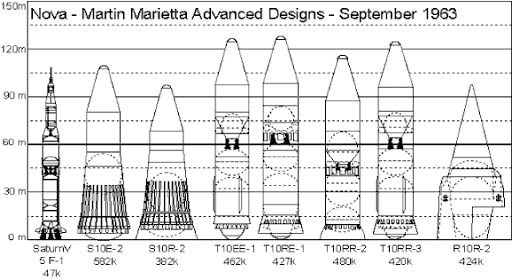 Nova - Martin Marietta Advanced Designs - September 1963
150m
120m
90 m
60 m
30 m
0 m
SaturnV S10E-2 S10R-2 T10EE-1 T10RE-1 T10RR-2 T10RR-3 R10R-2
5 F-1 582k 382k 462k 427k 480k 420k 424k
47k